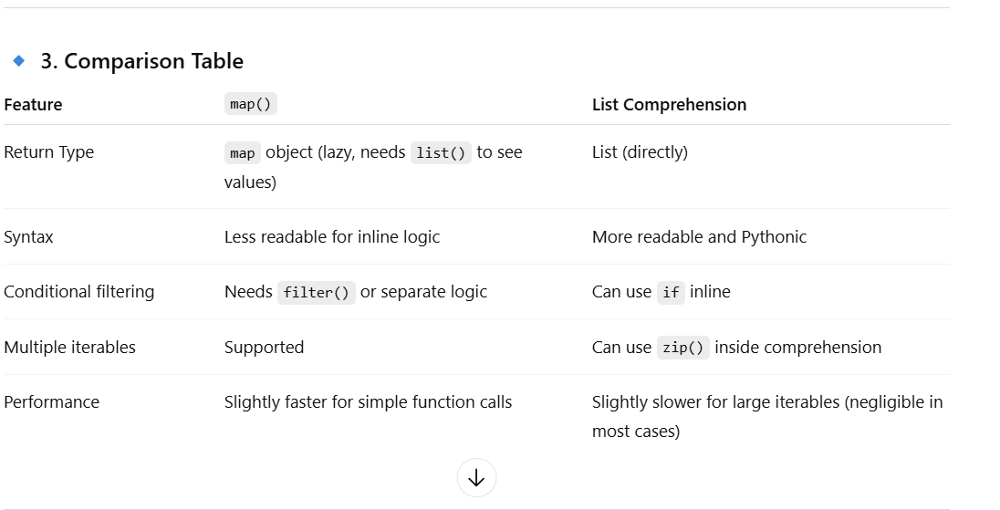 3. Comparison Table
Feature map() List Comprehension
Return Type map object (lazy, needs list() to see List (directly)
values)
Syntax Less readable for inline logic More readable and Pythonic
Conditional filtering Needs filter() or separate logic Can use if inline
Multiple iterables Supported Can use zip() inside comprehension
Performance Slightly faster for simple function calls Slightly slower for large iterables (negligible in
most cases)